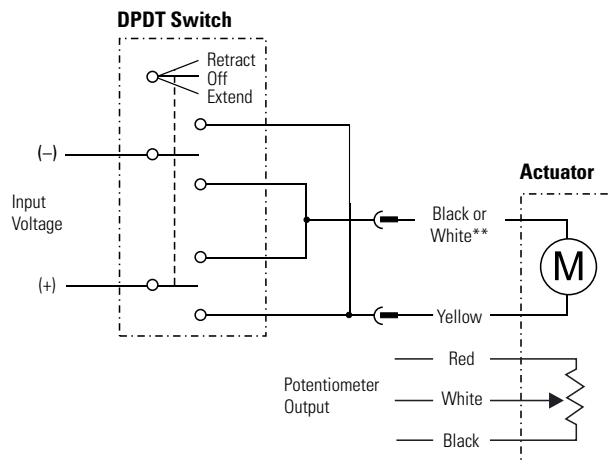 DPDT Switch
Retract
Off
Extend
(–)
Input
Voltage
(+)
Actuator
Black or
White**
M
Yellow
Red
Potentiometer
Output
White
Black